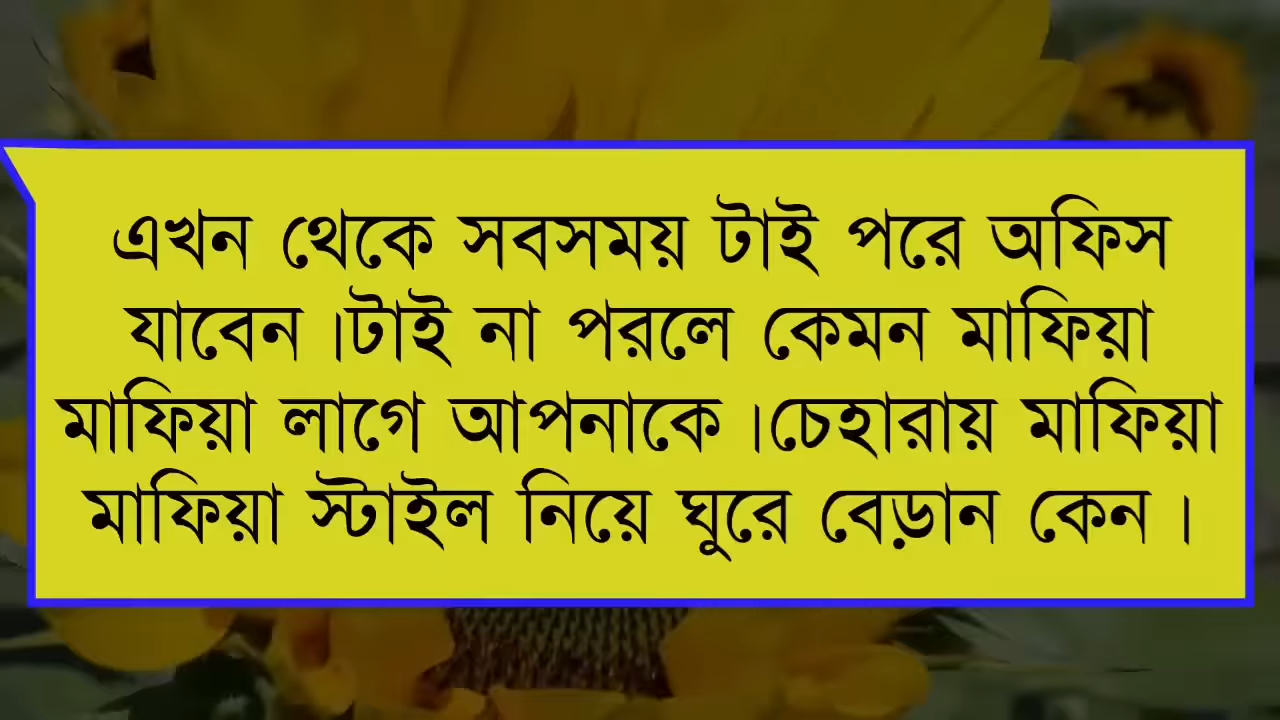 এখন থেকে সবসময় টাই পরে অফিস
যাবেন ।টাই না পরলে কেমন মাফিয়া
মাফিয়া লাগে আপনাকে ।চেহারায় মাফিয়া
মাফিয়া স্টাইল নিয়ে ঘুরে বেড়ান কেন ।